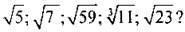 √5; √7; √59; ∛11; √23?